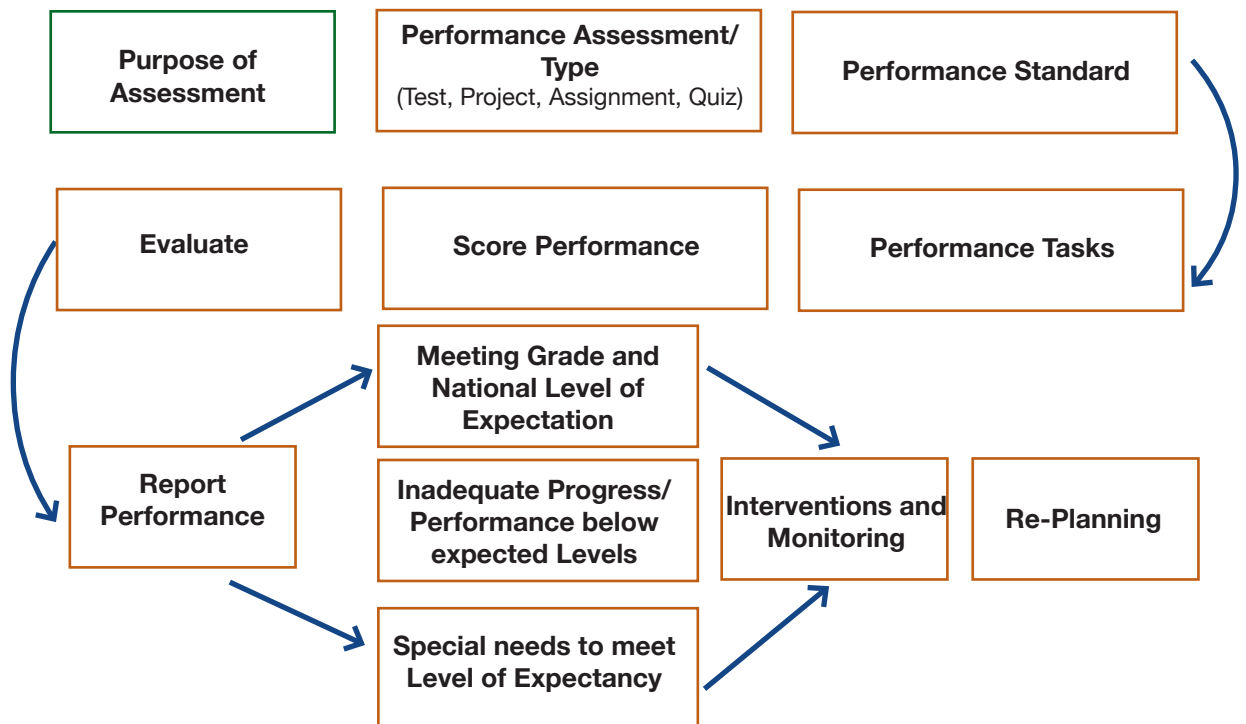 Purpose of
Assessment
Performance Assessment/
Type
(Test, Project, Assignment, Quiz)
Performance Standard
Evaluate
Score Performance
Performance Tasks
Meeting Grade and
National Level of
Expectation
Report
Performance
Inadequate Progress/
Performance below
expected Levels
Interventions and
Monitoring
Re-Planning
Special needs to meet
Level of Expectancy